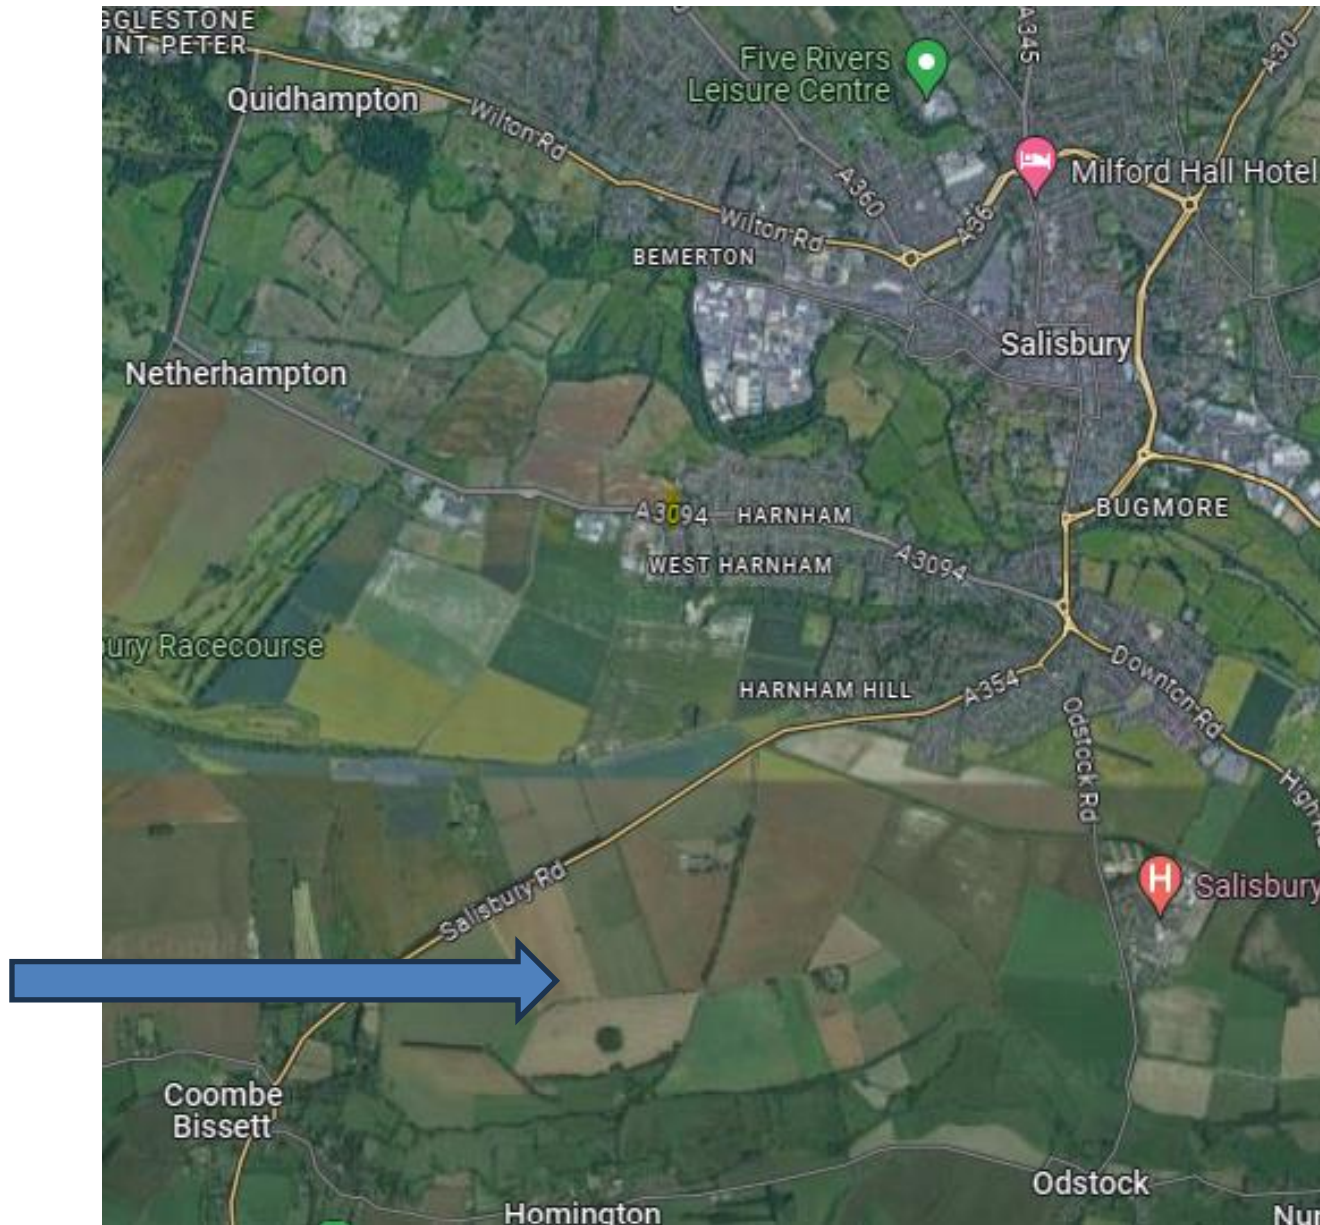 GGLESTONE
INT PETER
Quidhampton
Wilton Rd
Five Rivers
Leisure Centre
A345
A30
Milford Hall Hotel
A360
A36
Wilton Rd
BEMERTON
Salisbury
Netherhampton
A3094
HARNHAM
BUGMORE
WEST HARNHAM
A3094
ury Racecourse
HARNHAM HILL
A354
Downton Rd
Odstock Rd
High
Salisbury Rd
H
Salisbury
Coombe
Bissett
Odstock
Homington
Nun